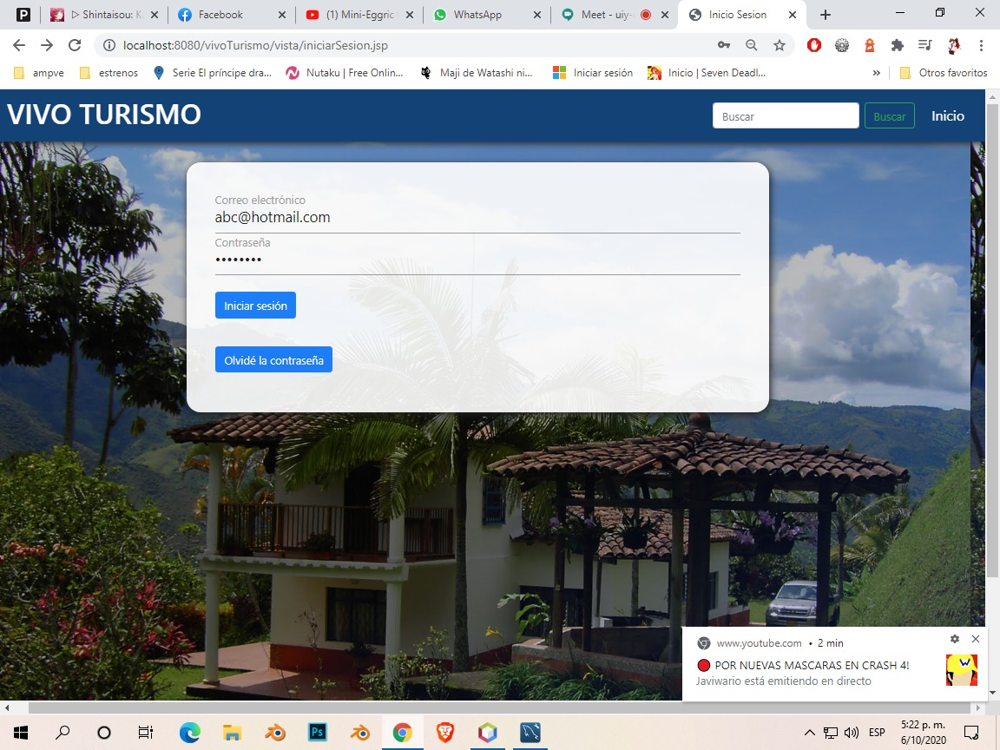 ▷ Shintaisou: K
Facebook
(1) Mini-Eggric
WhatsApp
Meet - uiy-
Inicio Sesion
localhost:8080/vivoTurismo/vista/iniciarSesion.jsp
ampve
estrenos
Serie El príncipe dra...
Nutaku | Free Onlin...
Maji de Watashi ni...
Iniciar sesión
Inicio | Seven Deadl...
»
Otros favoritos
VIVO TURISMO
Buscar
Buscar
Inicio
Correo electrónico
abc@hotmail.com
Contraseña
••••••••
Iniciar sesión
Olvidé la contraseña
www.youtube.com • 2 min
POR NUEVAS MASCARAS EN CRASH 4!
Javiwario está emitiendo en directo
W
Ps
ESP
5:22 p. m.
6/10/2020